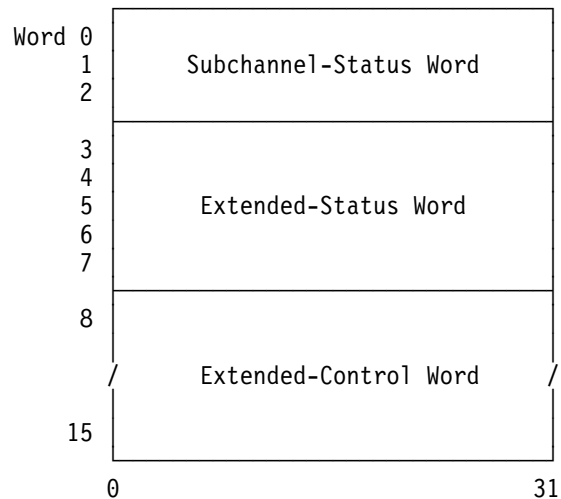 Word 0
1 Subchannel-Status Word
2
3
4
5 Extended-Status Word
6
7
8
/ Extended-Control Word /
15
0 31